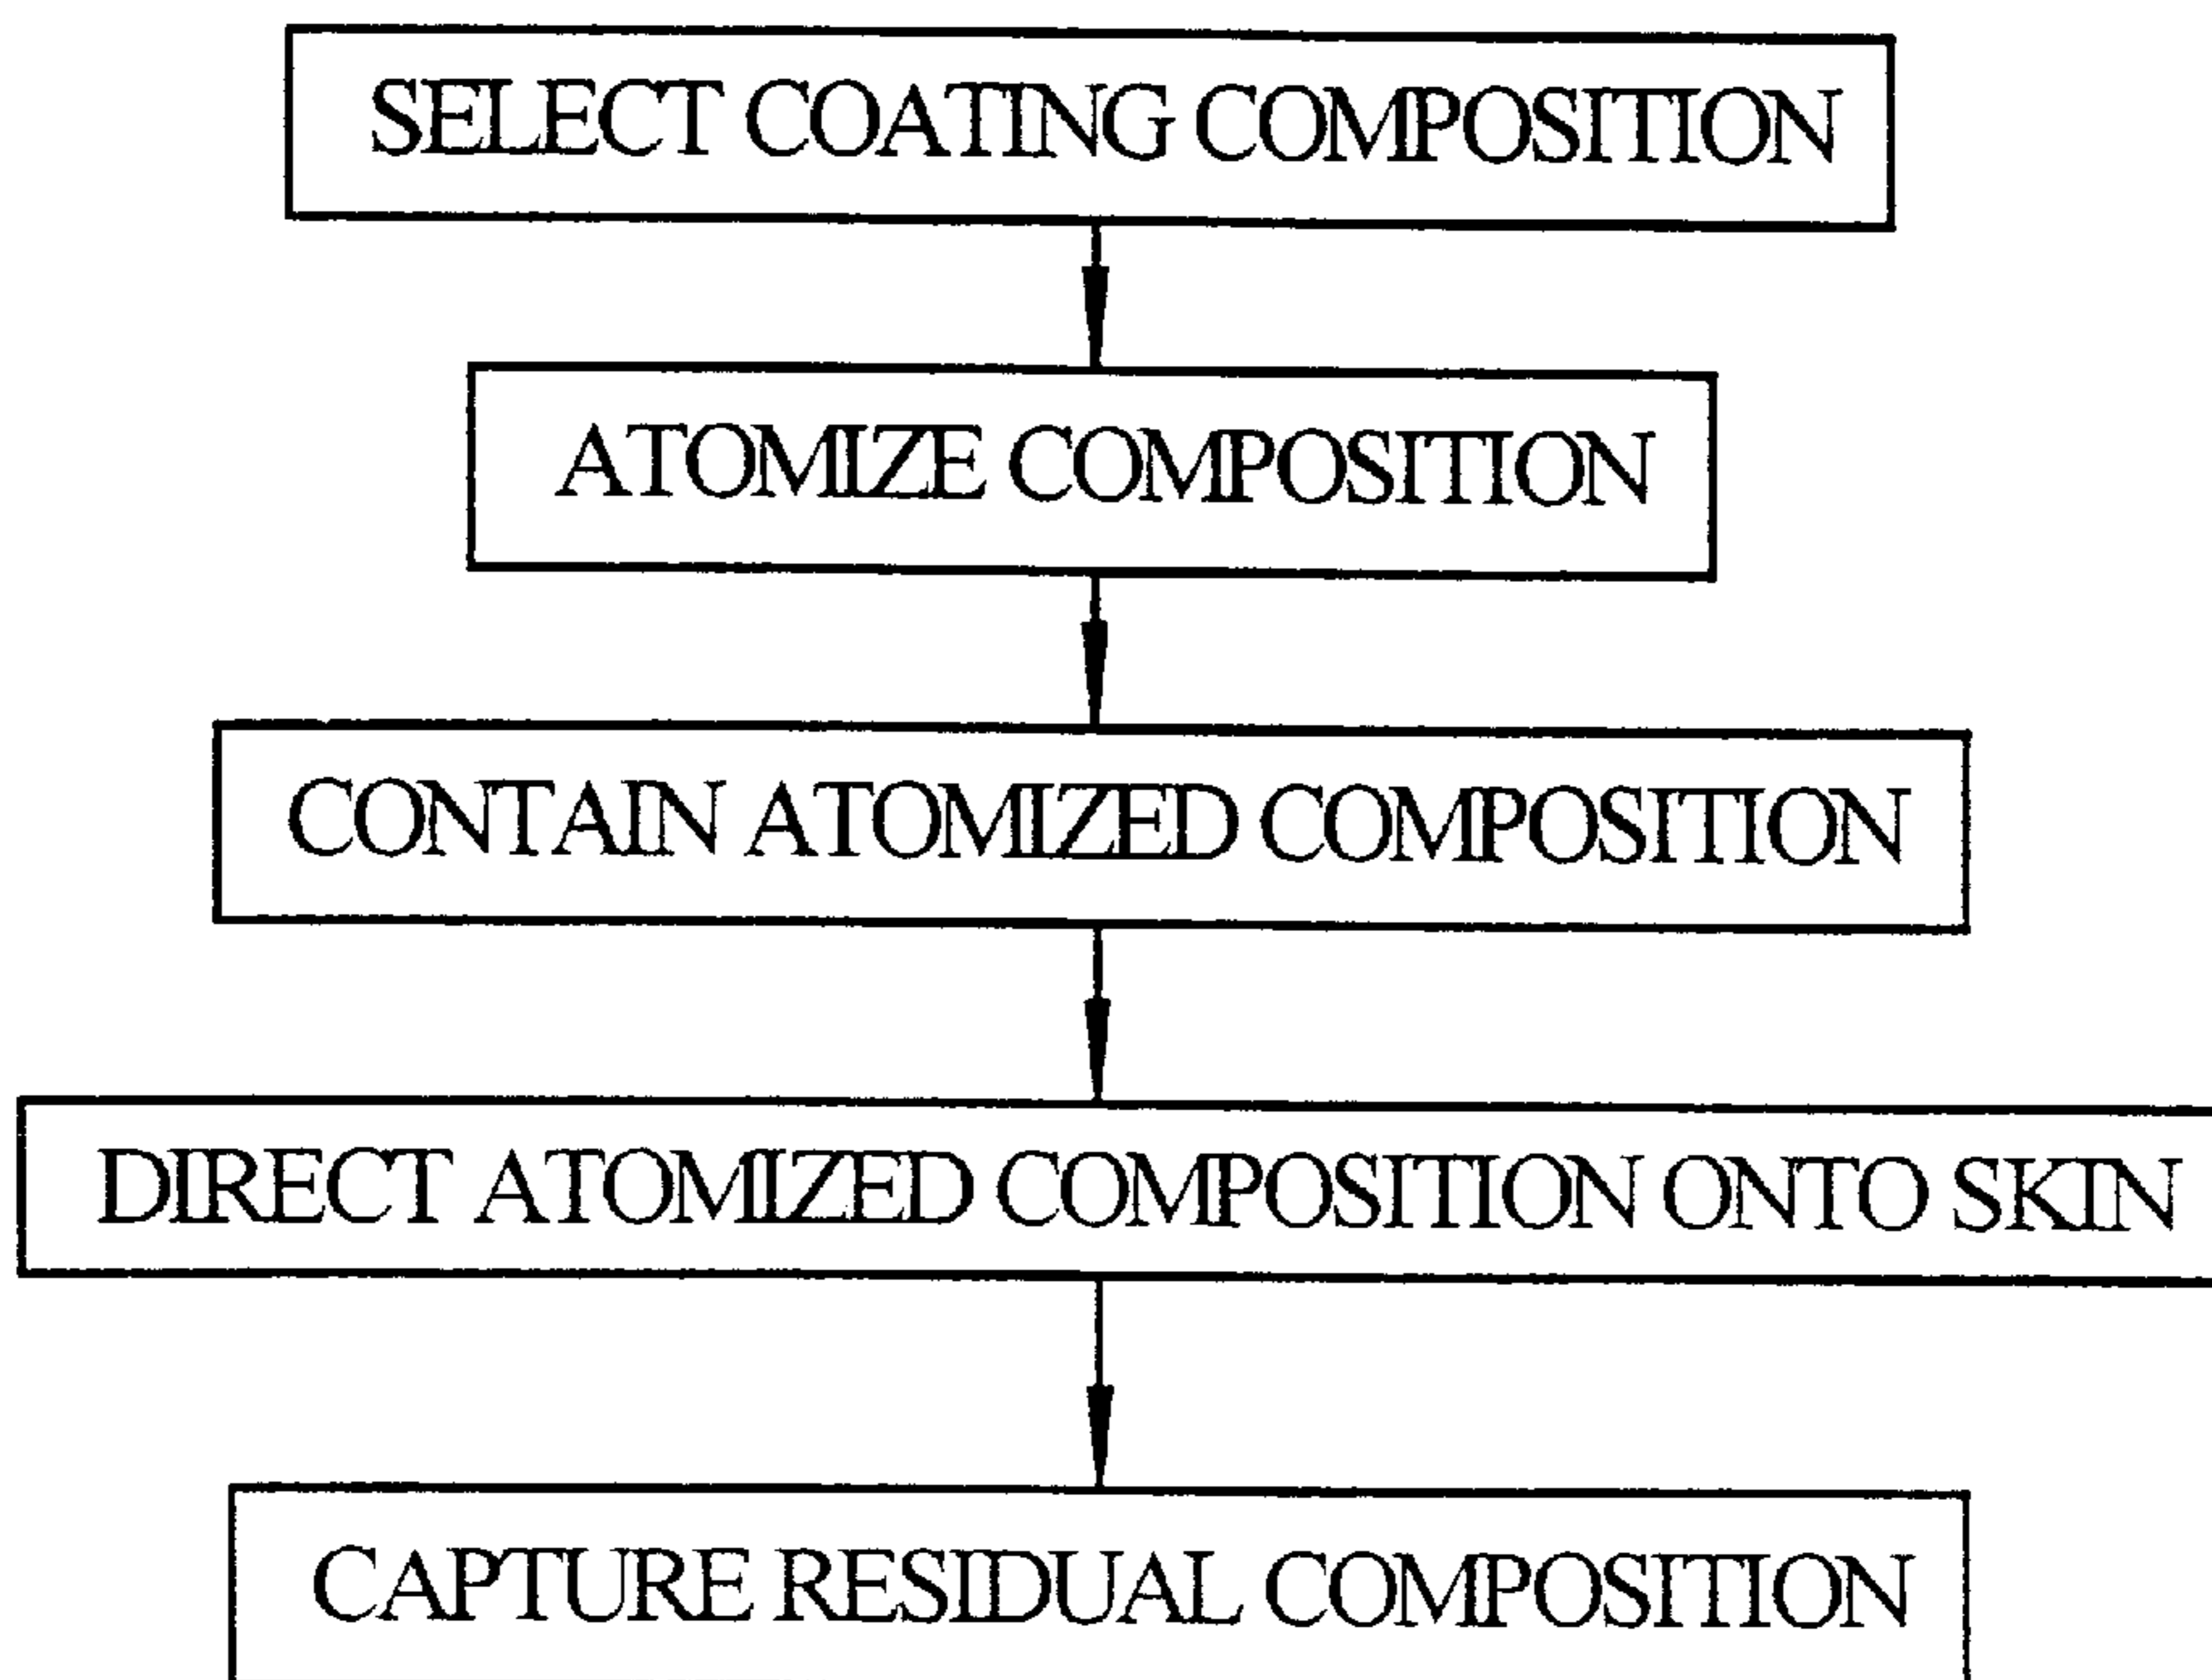 SELECT COATING COMPOSITION
ATOMIZE COMPOSITION
CONTAIN ATOMIZED COMPOSITION
DIRECT ATOMIZED COMPOSITION ONTO SKIN
CAPTURE RESIDUAL COMPOSITION